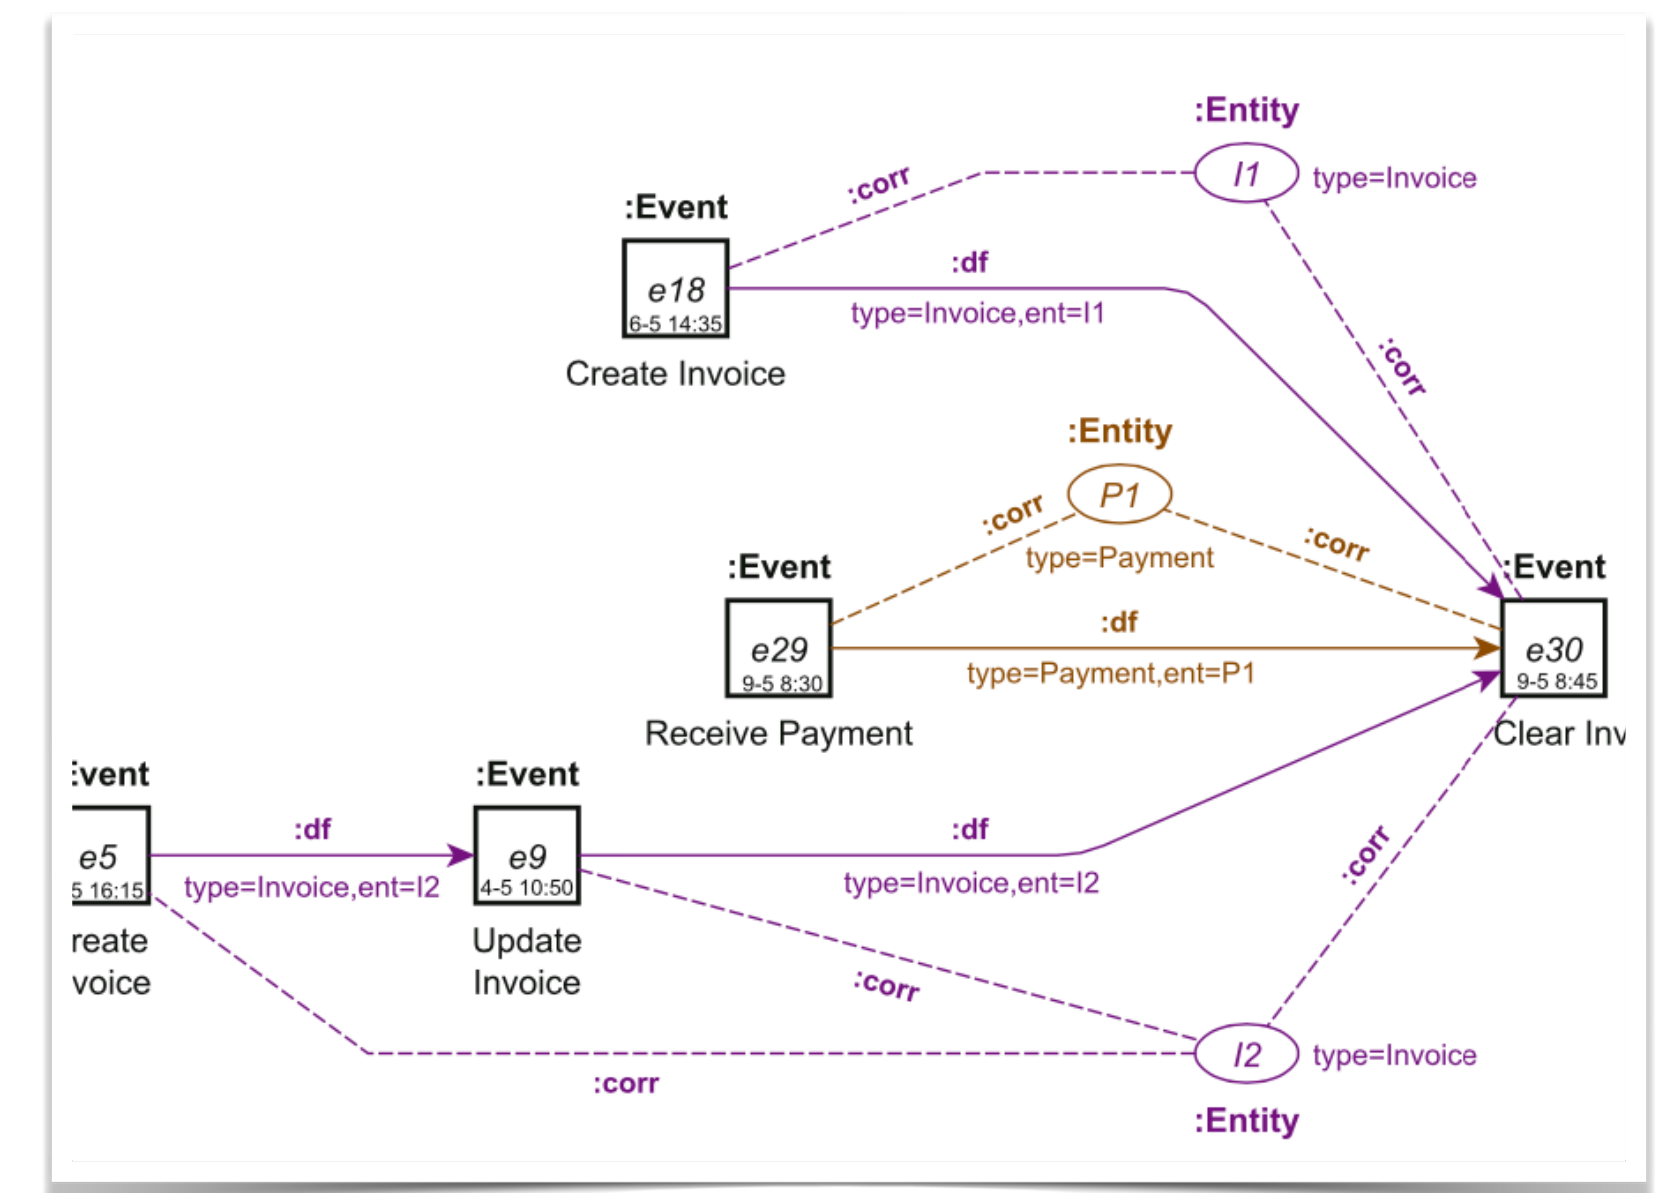 :Entity
I1
type=Invoice
:corr
:Event
e18
6-5 14:35
Create Invoice
:df
type=Invoice,ent=I1
:corr
:Entity
P1
type=Payment
:corr
:corr
:Event
e29
9-5 8:30
Receive Payment
:df
type=Payment,ent=P1
:Event
e30
9-5 8:45
Clear Inv
:Event
e5
5 16:15
reate
voice
:df
type=Invoice,ent=I2
:Event
e9
4-5 10:50
Update
Invoice
:df
type=Invoice,ent=I2
:corr
:corr
:corr
I2
type=Invoice
:Entity